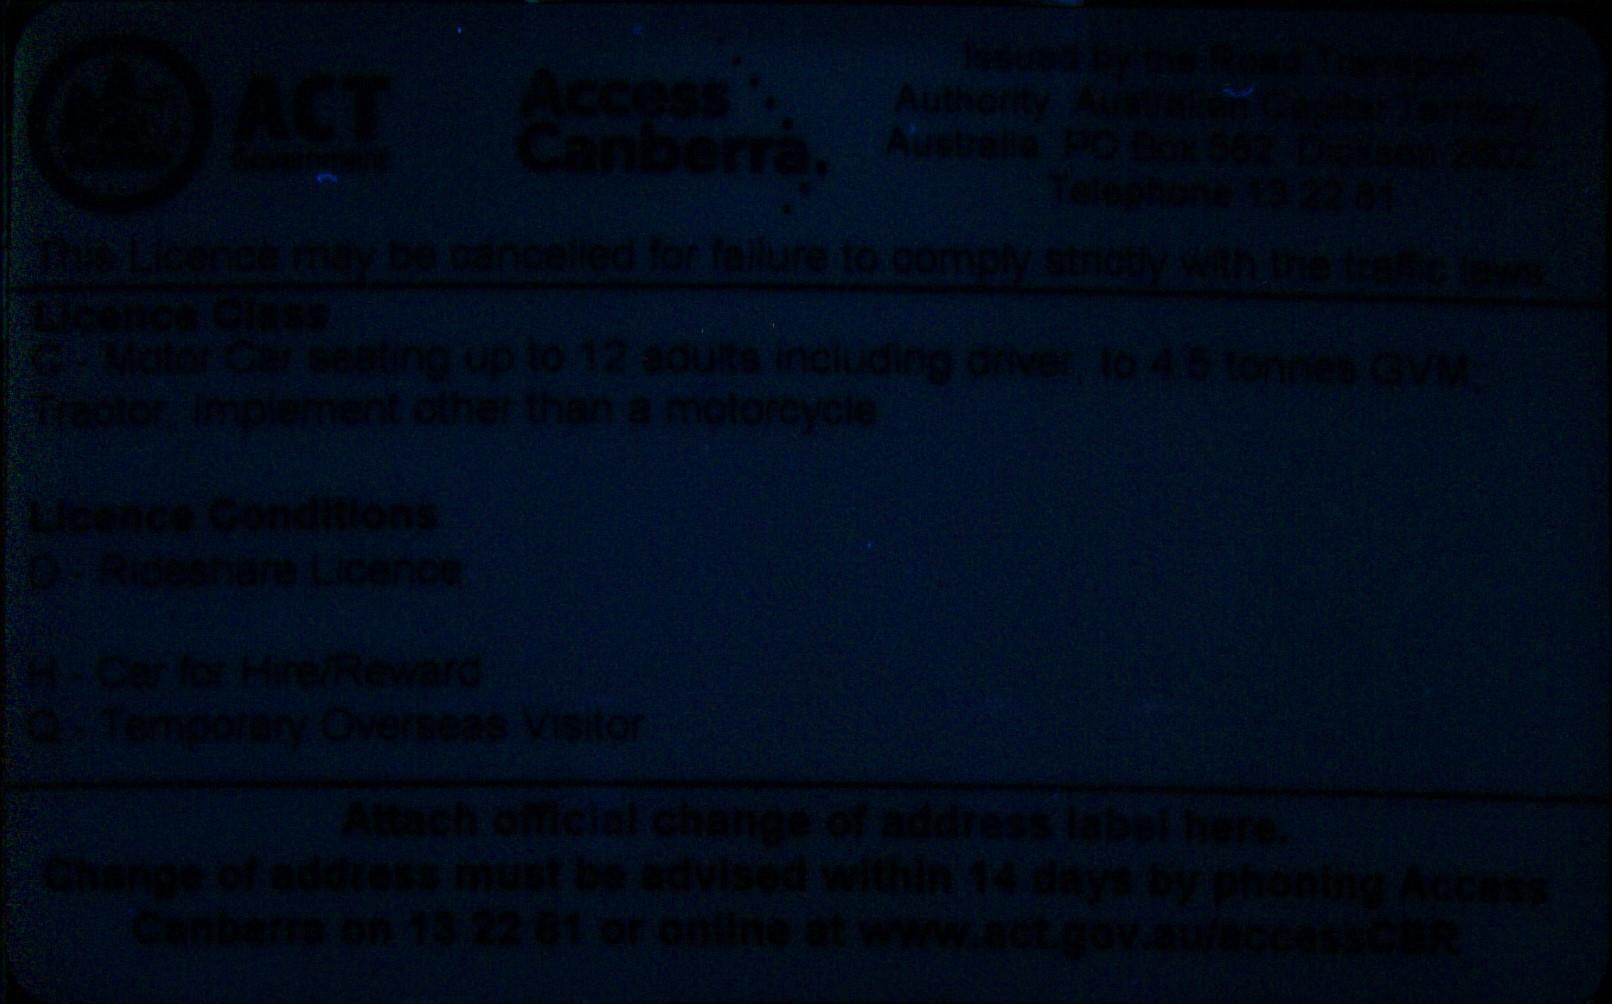 ACT
Government
Access
Canberra.
Issued by the Road Transport
Authority Australian Capital Territory,
Australia PO Box 582 Dickson 2602
Telephone 13 22 81
This Licence may be cancelled for failure to comply strictly with the traffic laws.
Licence Class
C - Motor Car seating up to 12 adults including driver, to 4.5 tonnes GVM,
Tractor, Implement other than a motorcycle
Licence Conditions
D - Rideshare Licence
H - Car for Hire/Reward
Q - Temporary Overseas Visitor
Attach official change of address label here.
Change of address must be advised within 14 days by phoning Access
Canberra on 13 22 81 or online at www.act.gov.au/accessCBR